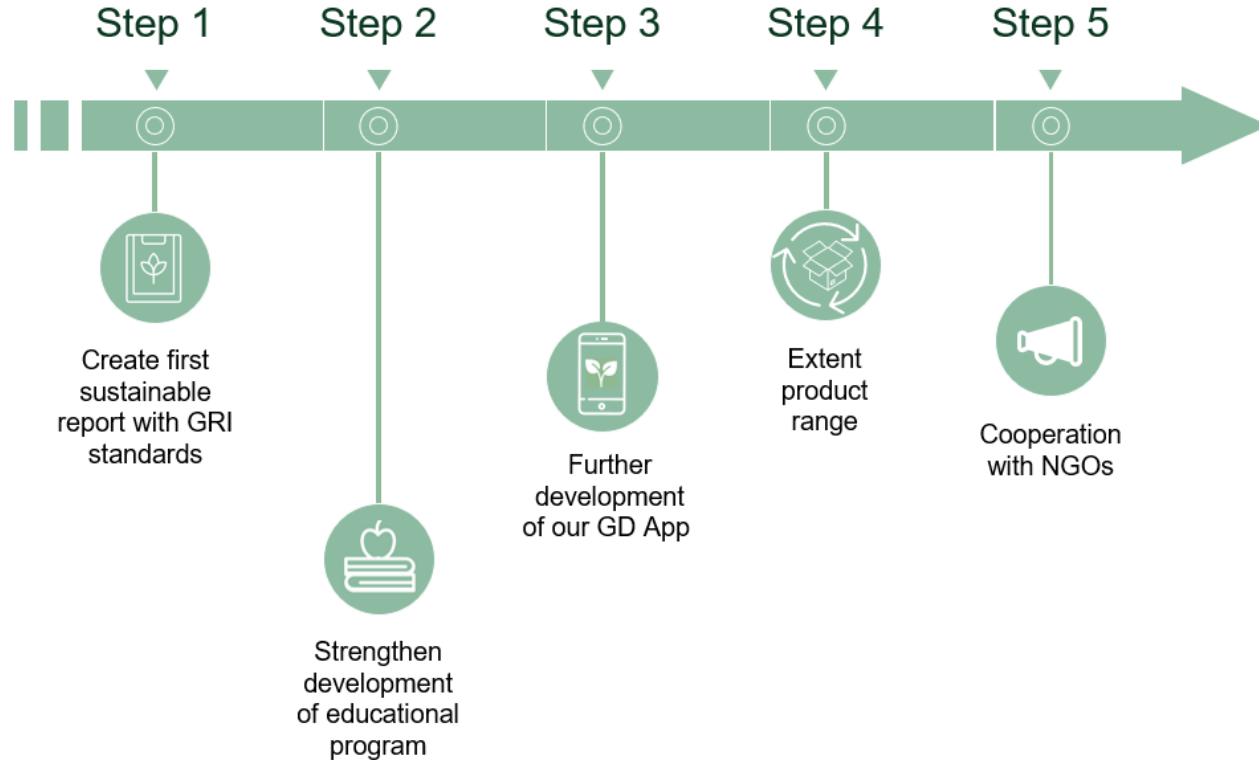 Step 1
Step 2
Step 3
Step 4
Step 5
Create first
sustainable
report with GRI
standards
Strengthen
development
of educational
program
Further
development
of our GD App
Extent
product
range
Cooperation
with NGOs